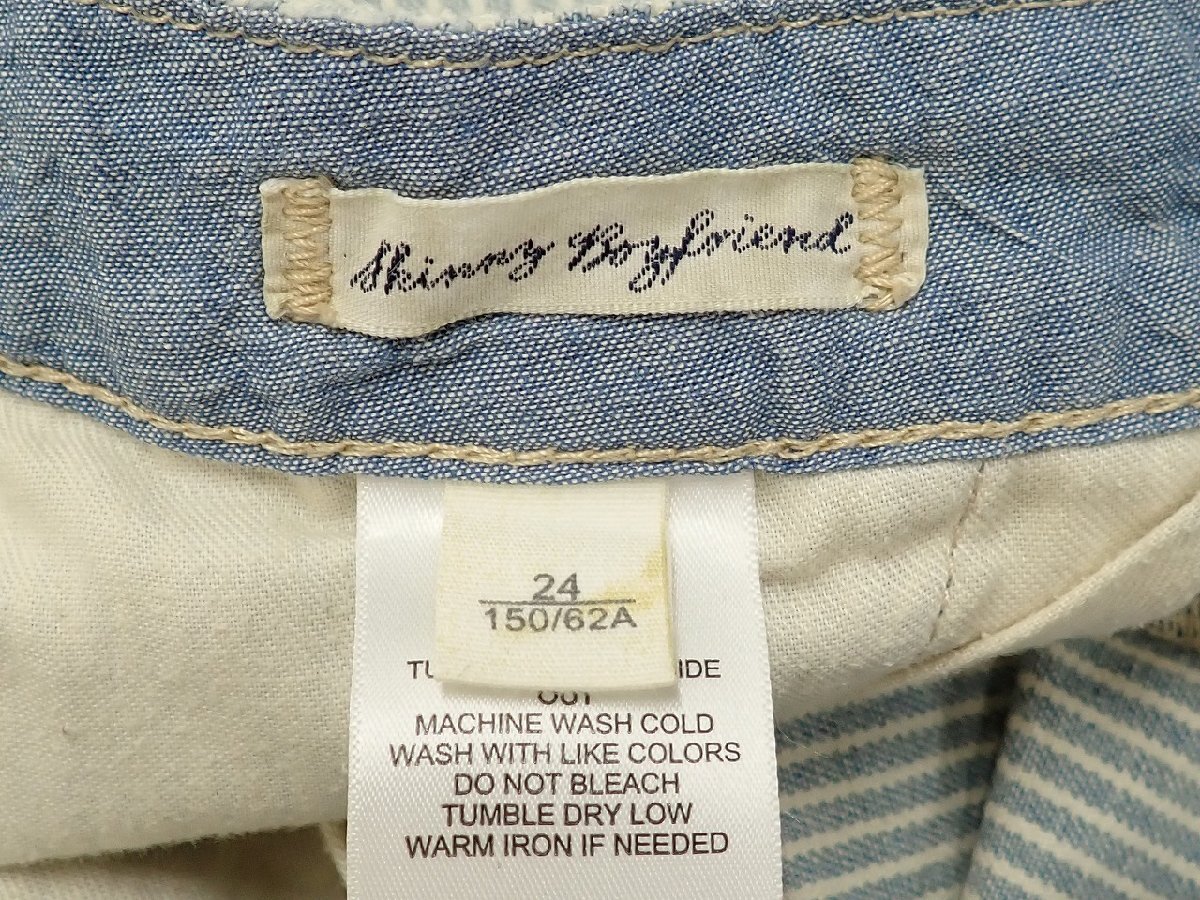 Skinny Boyfriend
24
150/62A
OUT
MACHINE WASH COLD
WASH WITH LIKE COLORS
DO NOT BLEACH
TUMBLE DRY LOW
WARM IRON IF NEEDED